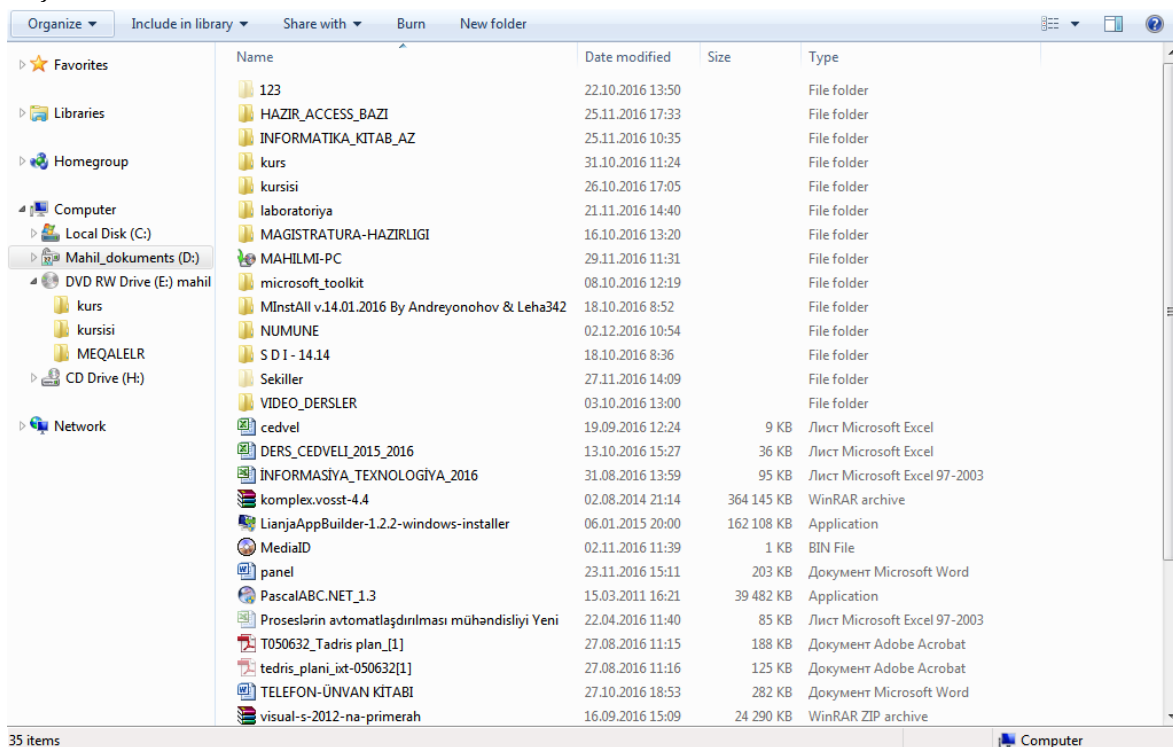 Organize Include in library Share with Burn New folder
Name Date modified Size Type
Favorites
Libraries
Homegroup
Computer
Local Disk (C:)
Mahil_dokuments (D:)
DVD RW Drive (E:) mahil
kurs
kursisi
MEQALELR
CD Drive (H:)
Network
123 22.10.2016 13:50 File folder
HAZIR_ACCESS_BAZI 25.11.2016 17:33 File folder
INFORMATIKA_KITAB_AZ 25.11.2016 10:35 File folder
kurs 31.10.2016 11:24 File folder
kursisi 26.10.2016 17:05 File folder
laboratoriya 21.11.2016 14:40 File folder
MAGISTRATURA-HAZIRLIGI 16.10.2016 13:20 File folder
MAHILMI-PC 29.11.2016 11:31 File folder
microsoft_toolkit 08.10.2016 12:19 File folder
MInstAll v.14.01.2016 By Andreyonohov & Leha342 18.10.2016 8:52 File folder
NUMUNE 02.12.2016 10:54 File folder
S D I - 14.14 18.10.2016 8:36 File folder
Sekiller 27.11.2016 14:09 File folder
VIDEO_DERSLER 03.10.2016 13:00 File folder
cedvel 19.09.2016 12:24 9 KB Лист Microsoft Excel
DERS_CEDVELI_2015_2016 13.10.2016 15:27 36 KB Лист Microsoft Excel
İNFORMASİYA_TEXNOLOGİYA_2016 31.08.2016 13:59 95 KB Лист Microsoft Excel 97-2003
komplex.vosst-4.4 02.08.2014 21:14 364 145 KB WinRAR archive
LianjaAppBuilder-1.2.2-windows-installer 06.01.2015 20:00 162 108 KB Application
MediaID 02.11.2016 11:39 1 KB BIN File
panel 23.11.2016 15:11 203 KB Документ Microsoft Word
PascalABC.NET_1.3 15.03.2011 16:21 39 482 KB Application
Proseslərin avtomatlaşdırılması mühəndisliyi Yeni 22.04.2016 11:40 85 KB Лист Microsoft Excel 97-2003
T050632_Tadris plan_[1] 27.08.2016 11:15 188 KB Документ Adobe Acrobat
tedris_plani_ixt-050632[1] 27.08.2016 11:16 125 KB Документ Adobe Acrobat
TELEFON-ÜNVAN KİTABI 27.10.2016 18:53 282 KB Документ Microsoft Word
visual-s-2012-na-primerah 16.09.2016 15:09 24 290 KB WinRAR ZIP archive
35 items Computer